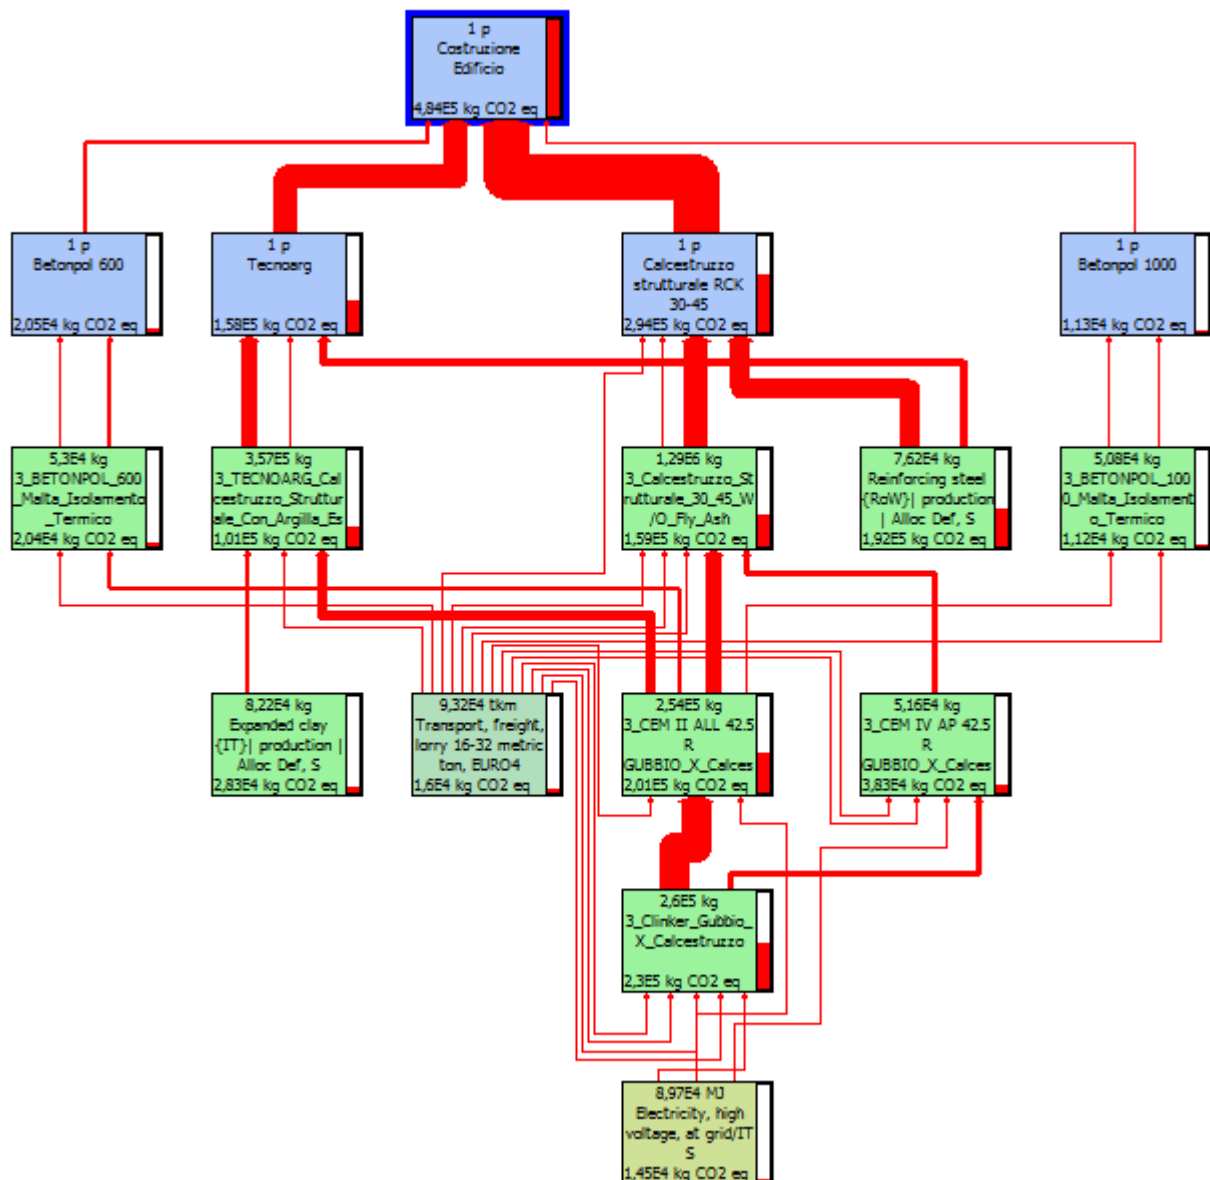 1 p
Costruzione
Edificio
4,84E5 kg CO2 eq
1 p
Betonpol 600
2,05E4 kg CO2 eq
1 p
Tecnoarg
1,58E5 kg CO2 eq
1 p
Calcestruzzo
strutturale RCK
30-45
2,94E5 kg CO2 eq
1 p
Betonpol 1000
1,13E4 kg CO2 eq
5,3E4 kg
3_BETONPOL_600
_Malta_Isolamento
_Termico
2,04E4 kg CO2 eq
3,57E5 kg
3_TECNOARG_Cal
cestruzzo_Struttur
ale_Con_Argilla_Es
1,01E5 kg CO2 eq
1,29E6 kg
3_Calcestruzzo_St
rutturale_30_45_W
/O_Fly_Ash
1,59E5 kg CO2 eq
7,62E4 kg
Reinforcing steel
{RoW}| production
| Alloc Def, S
1,92E5 kg CO2 eq
5,08E4 kg
3_BETONPOL_100
0_Malta_Isolament
o_Termico
1,12E4 kg CO2 eq
8,22E4 kg
Expanded clay
{IT}| production |
Alloc Def, S
2,83E4 kg CO2 eq
9,32E4 tkm
Transport, freight,
lorry 16-32 metric
ton, EURO4
1,6E4 kg CO2 eq
2,54E5 kg
3_CEM II ALL 42.5
R
GUBBIO_X_Calces
2,01E5 kg CO2 eq
5,16E4 kg
3_CEM IV AP 42.5
R
GUBBIO_X_Calces
3,83E4 kg CO2 eq
2,6E5 kg
3_Clinker_Gubbio_
X_Calcestruzzo
2,3E5 kg CO2 eq
8,97E4 MJ
Electricity, high
voltage, at grid/IT
S
1,45E4 kg CO2 eq